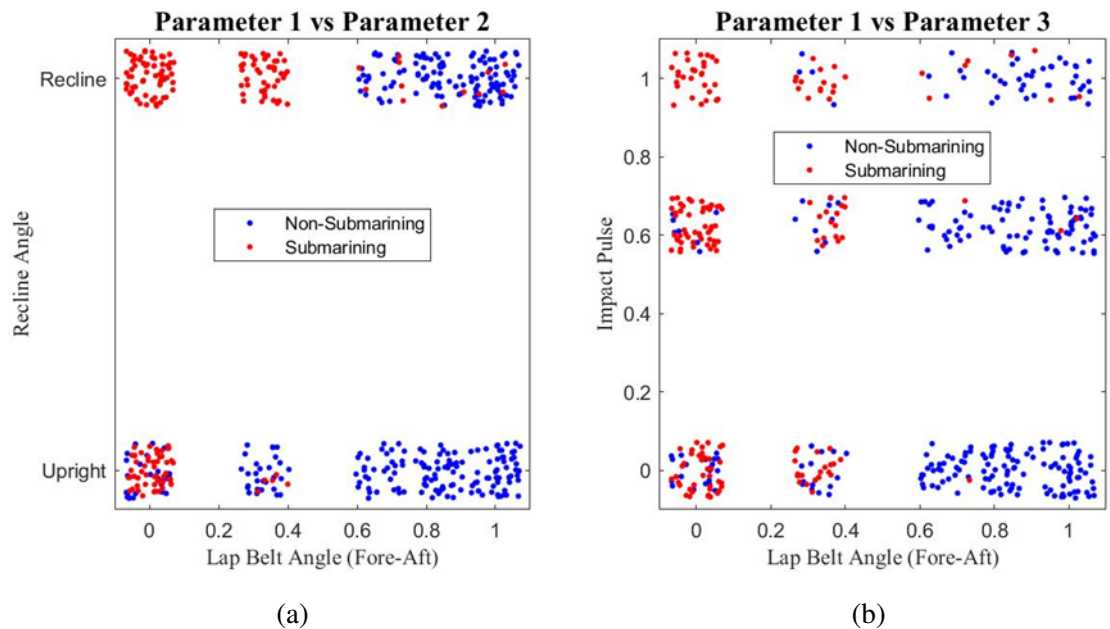 Parameter 1 vs Parameter 2
Recline
Recline Angle
Non-Submarining
Submarining
Upright
0 0.2 0.4 0.6 0.8 1
Lap Belt Angle (Fore-Aft)
(a)
Parameter 1 vs Parameter 3
1
0.8
Non-Submarining
Submarining
0.6
Impact Pulse
0.4
0.2
0
0 0.2 0.4 0.6 0.8 1
Lap Belt Angle (Fore-Aft)
(b)